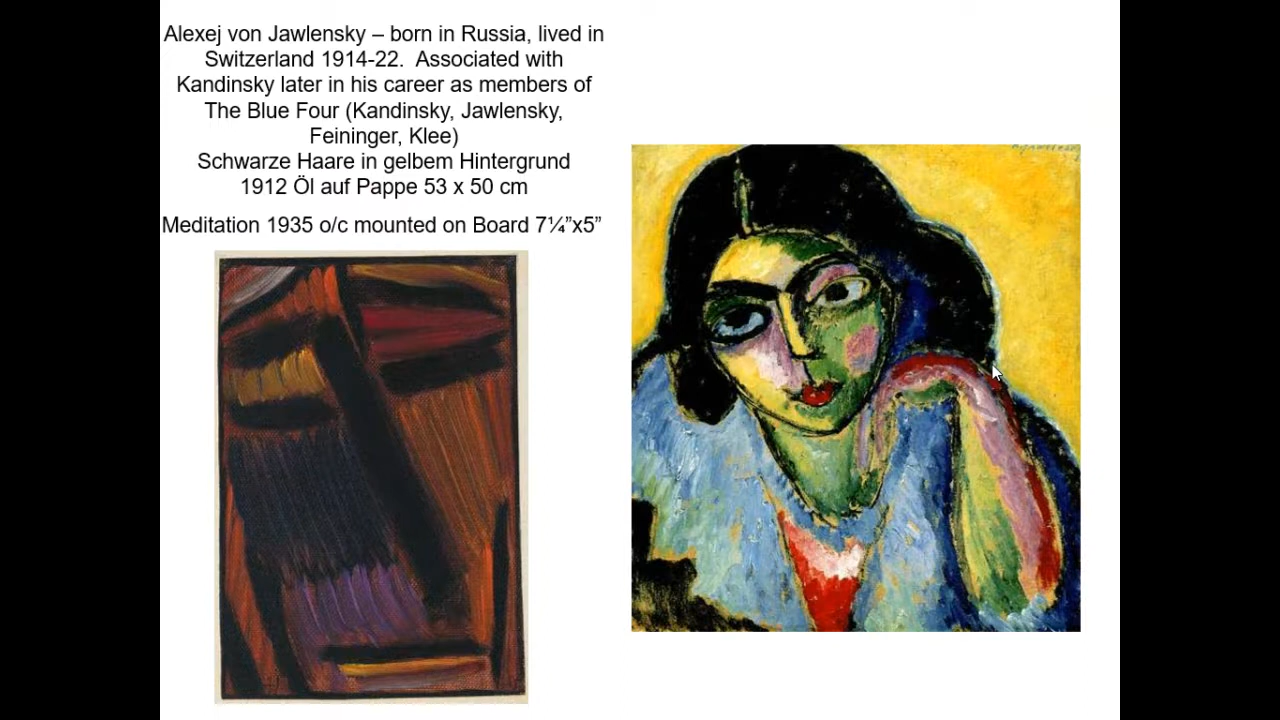 Alexej von Jawlensky – born in Russia, lived in
Switzerland 1914-22.  Associated with
Kandinsky later in his career as members of
The Blue Four (Kandinsky, Jawlensky,
Feininger, Klee)
Schwarze Haare in gelbem Hintergrund
1912 Öl auf Pappe 53 x 50 cm
Meditation 1935 o/c mounted on Board 7¼”x5”